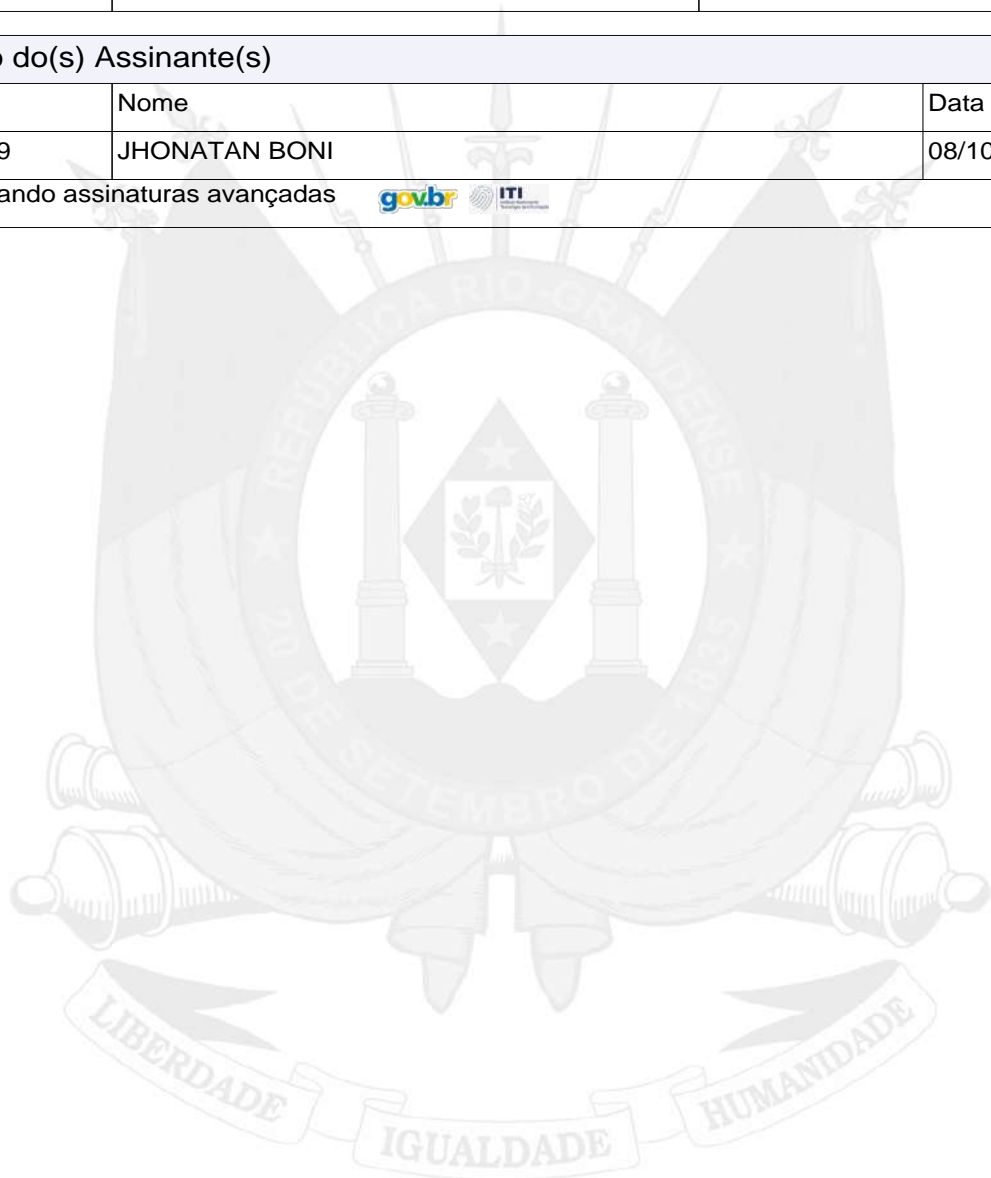 o do(s) Assinante(s)
Nome
Data
9
JHONATAN BONI
08/10
ando assinaturas avançadas
gov.br
ITI
REPÚBLICA RIO-GRANDENSE
20 DE SETEMBRO DE 1835
LIBERDADE
IGUALDADE
HUMANIDADE